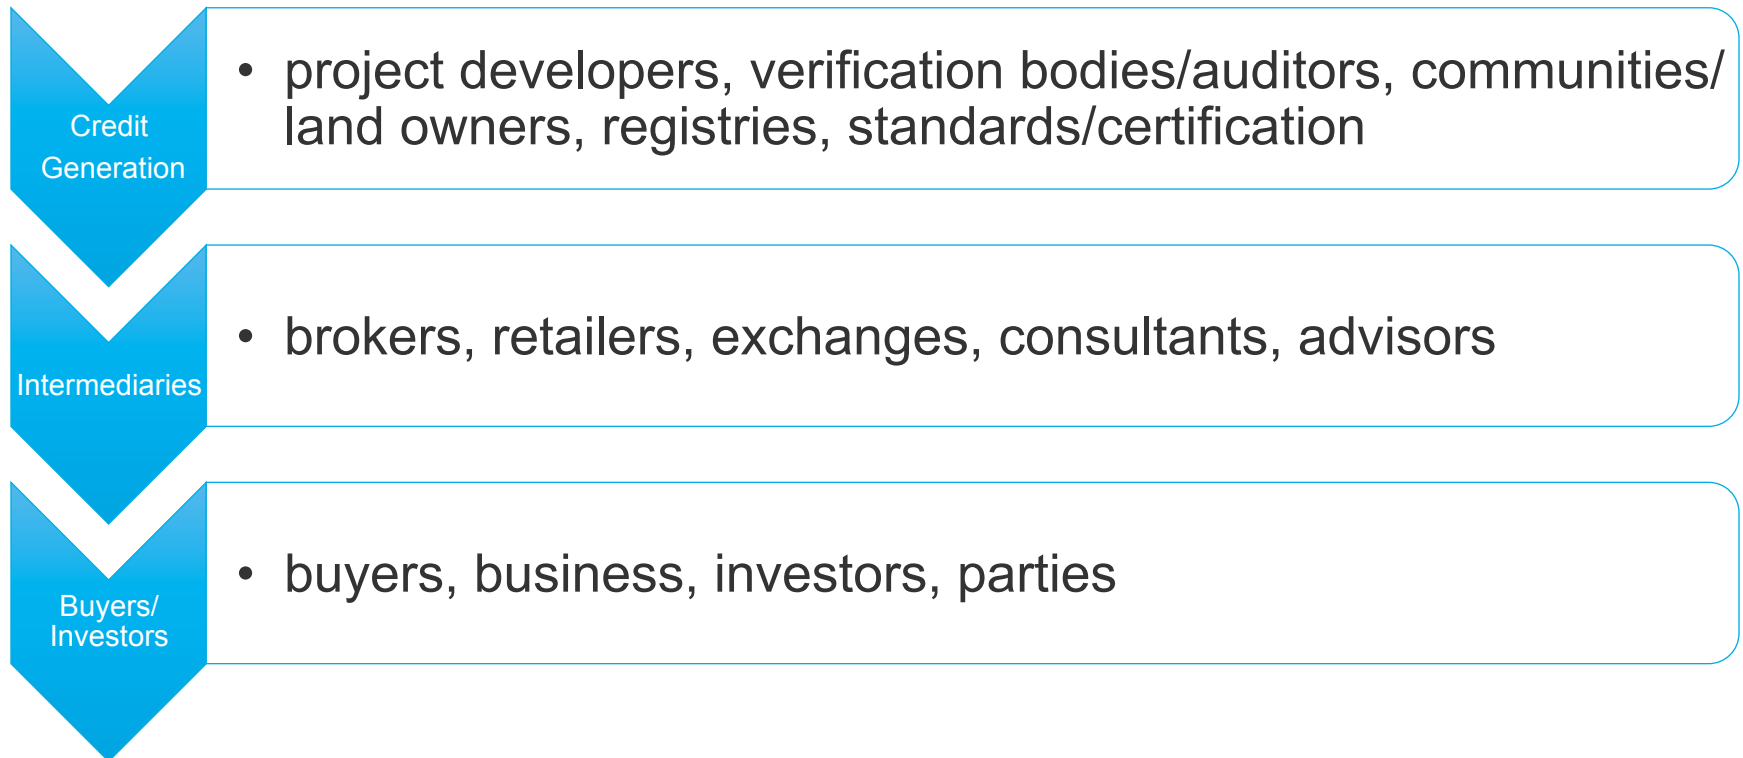 Credit
Generation
• project developers, verification bodies/auditors, communities/
land owners, registries, standards/certification
Intermediaries
• brokers, retailers, exchanges, consultants, advisors
Buyers/
Investors
• buyers, business, investors, parties